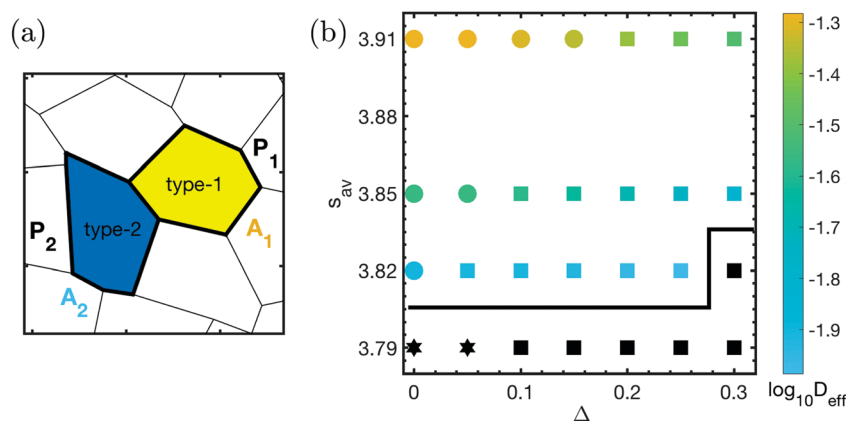 (a)
type-1
type-2
P1
P2
A1
A2
(b)
3.91
3.88
3.85
3.82
3.79
sav
0 0.1 0.2 0.3
Δ
-1.3
-1.4
-1.5
-1.6
-1.7
-1.8
-1.9
log10Deff